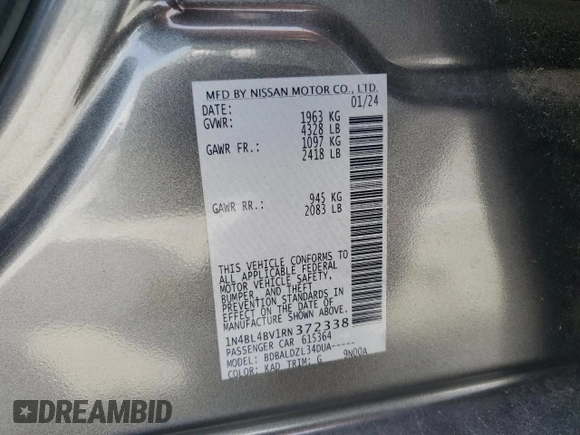 MFD BY NISSAN MOTOR CO., LTD.
DATE: 01/24
GVWR: 1963 KG
4328 LB
GAWR FR.: 1097 KG
2418 LB
GAWR RR.: 945 KG
2083 LB
THIS VEHICLE CONFORMS TO
ALL APPLICABLE FEDERAL
MOTOR VEHICLE SAFETY,
BUMPER, AND THEFT
PREVENTION STANDARDS IN
EFFECT ON THE DATE OF
MANUFACTURE SHOWN ABOVE.
1N4BL4BV1RN372338
PASSENGER CAR 615364
MODEL: BDBALDZL34DUA-----
COLOR: KAD TRIM: G 9N00A
DREAMBID
DREAMBID